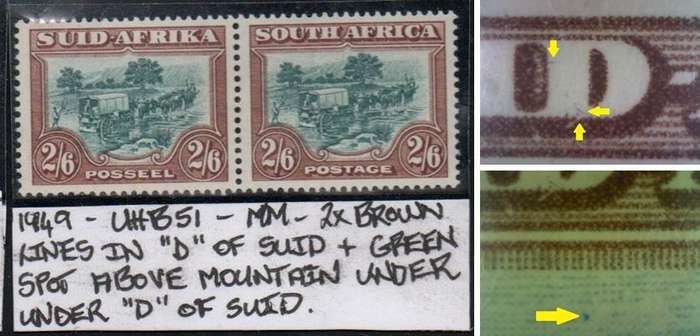 SUID-AFRIKA SOUTH AFRICA
2/6 POSSEEL 2/6 2/6 POSTAGE 2/6
1949 - UHB51 - MM - 2X BROWN
LINES IN "D" OF SUID + GREEN
SPOT ABOVE MOUNTAIN UNDER
UNDER "D" OF SUID.
ID